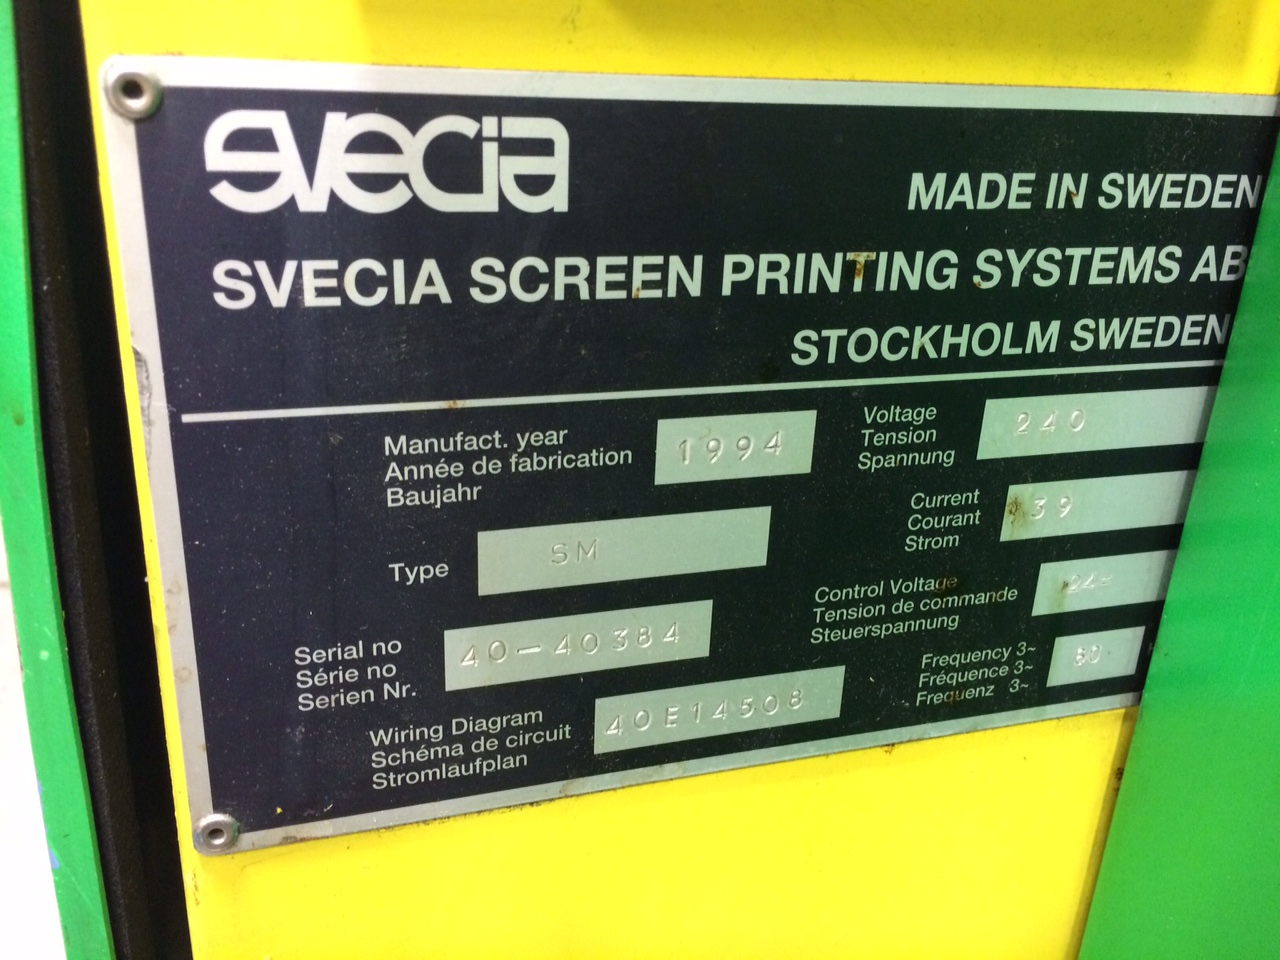 svecia
MADE IN SWEDEN
SVECIA SCREEN PRINTING SYSTEMS AB
STOCKHOLM SWEDEN
Manufact. year
Année de fabrication
Baujahr
1994
Voltage
Tension
Spannung
240
Type
SM
Current
Courant
Strom
39
Serial no
Série no
Serien Nr.
40-40384
Control Voltage
Tension de commande
Steuerspannung
24=
Wiring Diagram
Schéma de circuit
Stromlaufplan
40E14508
Frequency 3~
Fréquence 3~
Frequenz 3~
60